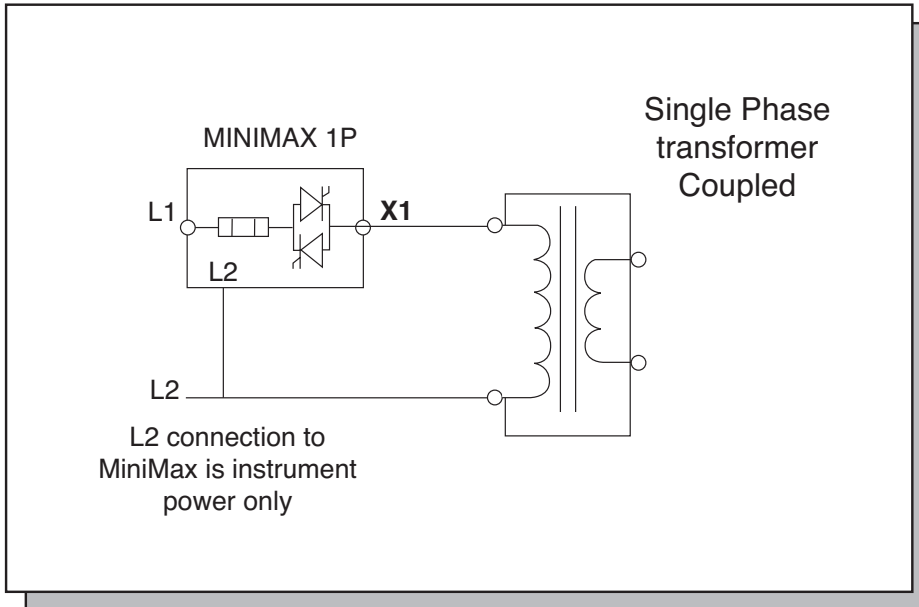 Single Phase
transformer
Coupled
MINIMAX 1P
L1
X1
L2
L2
L2 connection to
MiniMax is instrument
power only